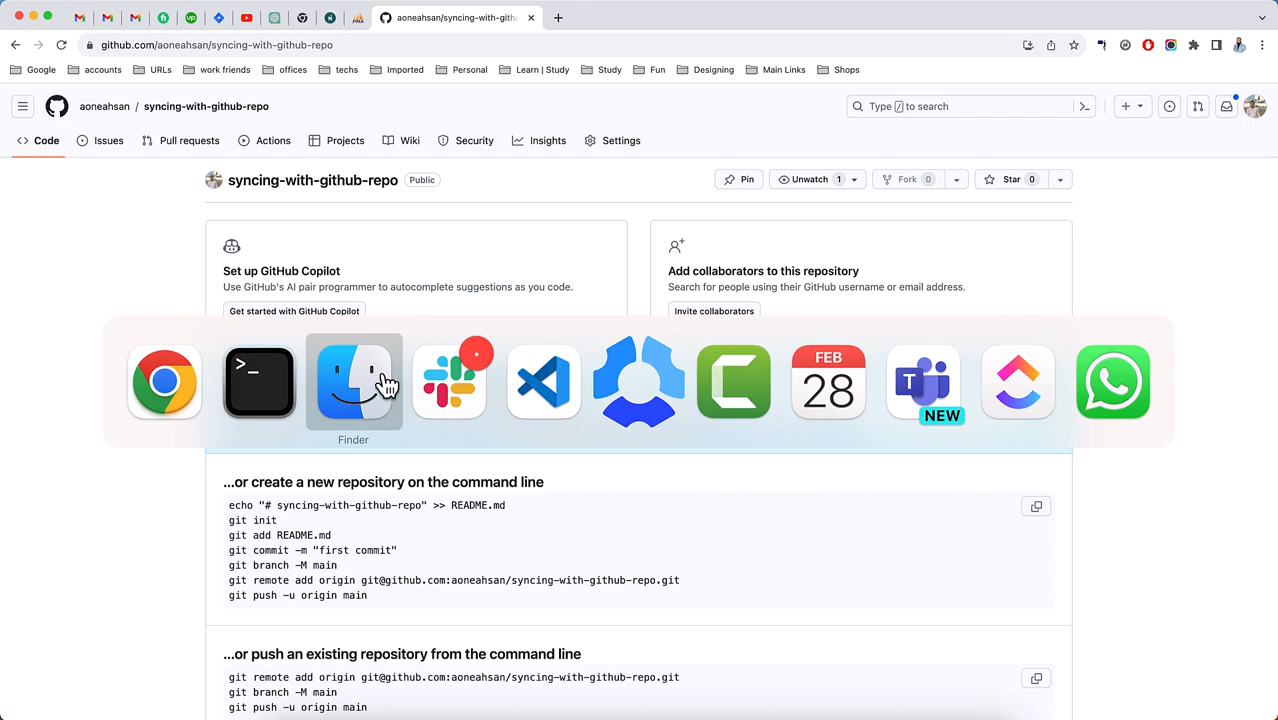 aoneahsan/syncing-with-gith
github.com/aoneahsan/syncing-with-github-repo
Google
accounts
URLs
work friends
offices
techs
Imported
Personal
Learn | Study
Study
Fun
Designing
Main Links
Shops
aoneahsan / syncing-with-github-repo
Type / to search
Code
Issues
Pull requests
Actions
Projects
Wiki
Security
Insights
Settings
syncing-with-github-repo
Public
Pin
Unwatch 1
Fork 0
Star 0
Set up GitHub Copilot
Use GitHub's AI pair programmer to autocomplete suggestions as you code.
Get started with GitHub Copilot
Add collaborators to this repository
Search for people using their GitHub username or email address.
Invite collaborators
>_
FEB
28
T
NEW
Finder
...or create a new repository on the command line
echo "# syncing-with-github-repo" >> README.md
git init
git add README.md
git commit -m "first commit"
git branch -M main
git remote add origin git@github.com:aoneahsan/syncing-with-github-repo.git
git push -u origin main
...or push an existing repository from the command line
git remote add origin git@github.com:aoneahsan/syncing-with-github-repo.git
git branch -M main
git push -u origin main